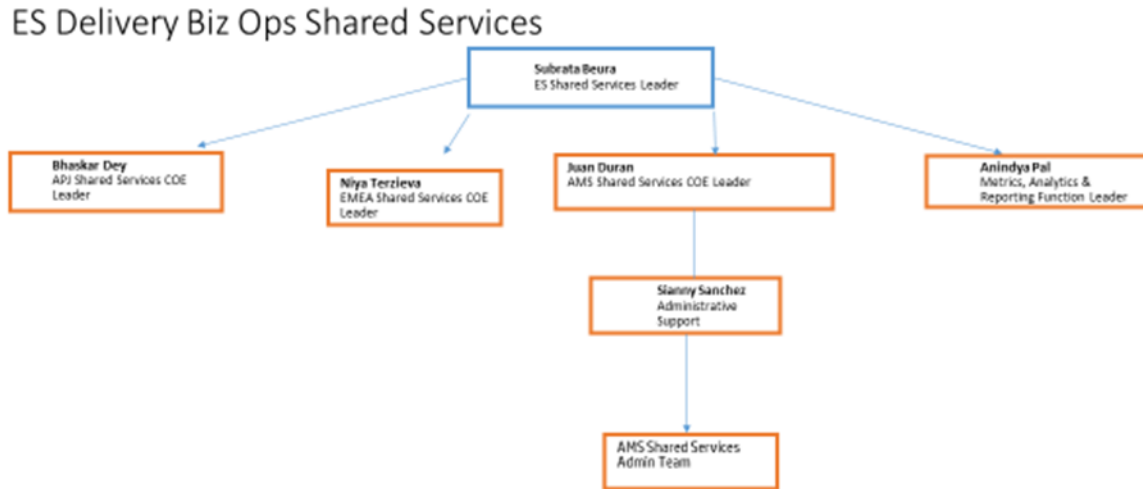 ES Delivery Biz Ops Shared Services
Subrata Beura
ES Shared Services Leader
Bhaskar Dey
APJ Shared Services COE
Leader
Niya Terzieva
EMEA Shared Services COE
Leader
Juan Duran
AMS Shared Services COE Leader
Anindya Pal
Metrics, Analytics &
Reporting Function Leader
Sianny Sanchez
Administrative
Support
AMS Shared Services
Admin Team